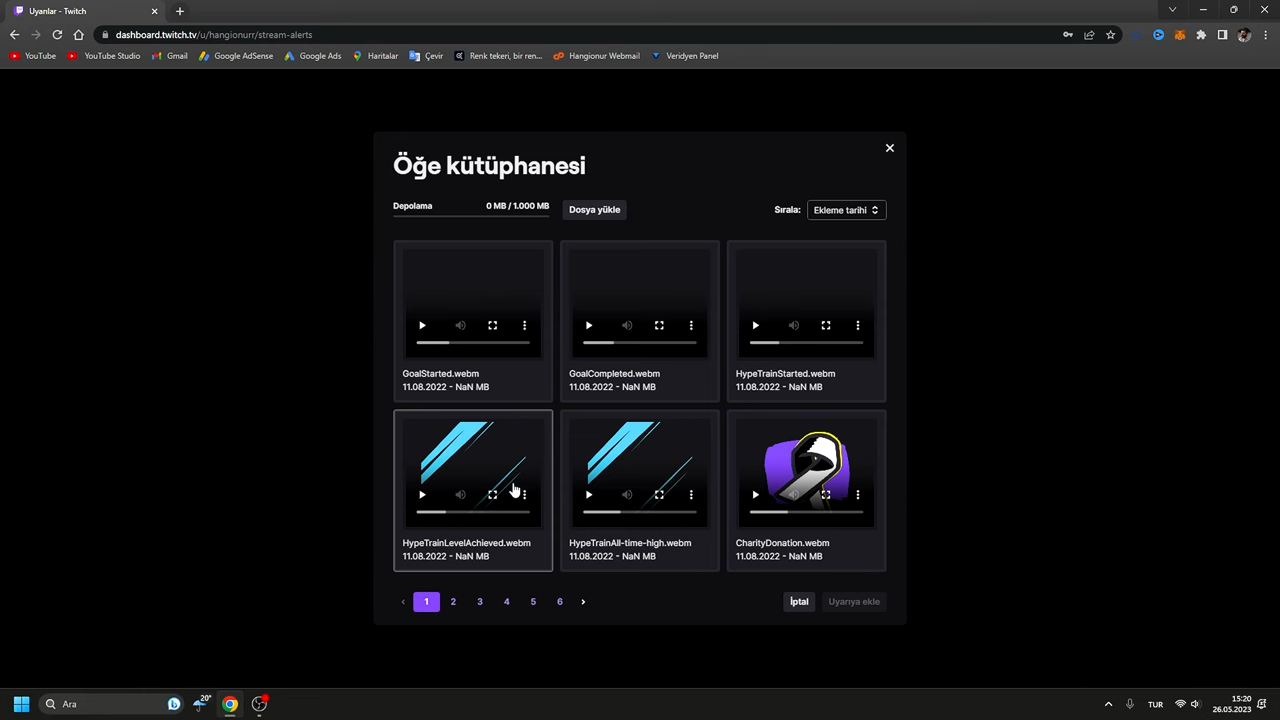 Uyarılar - Twitch
dashboard.twitch.tv/u/hangionurr/stream-alerts
YouTube
YouTube Studio
Gmail
Google AdSense
Google Ads
Haritalar
Çevir
Renk tekeri, bir ren...
Hangionur Webmail
Veridyen Panel
Öğe kütüphanesi
Depolama
0 MB / 1.000 MB
Dosya yükle
Sırala:
Ekleme tarihi
GoalStarted.webm
11.08.2022 - NaN MB
GoalCompleted.webm
11.08.2022 - NaN MB
HypeTrainStarted.webm
11.08.2022 - NaN MB
HypeTrainLevelAchieved.webm
11.08.2022 - NaN MB
HypeTrainAll-time-high.webm
11.08.2022 - NaN MB
CharityDonation.webm
11.08.2022 - NaN MB
1 2 3 4 5 6
İptal
Uyarıya ekle
Ara
20°
TUR
15:20
26.05.2023